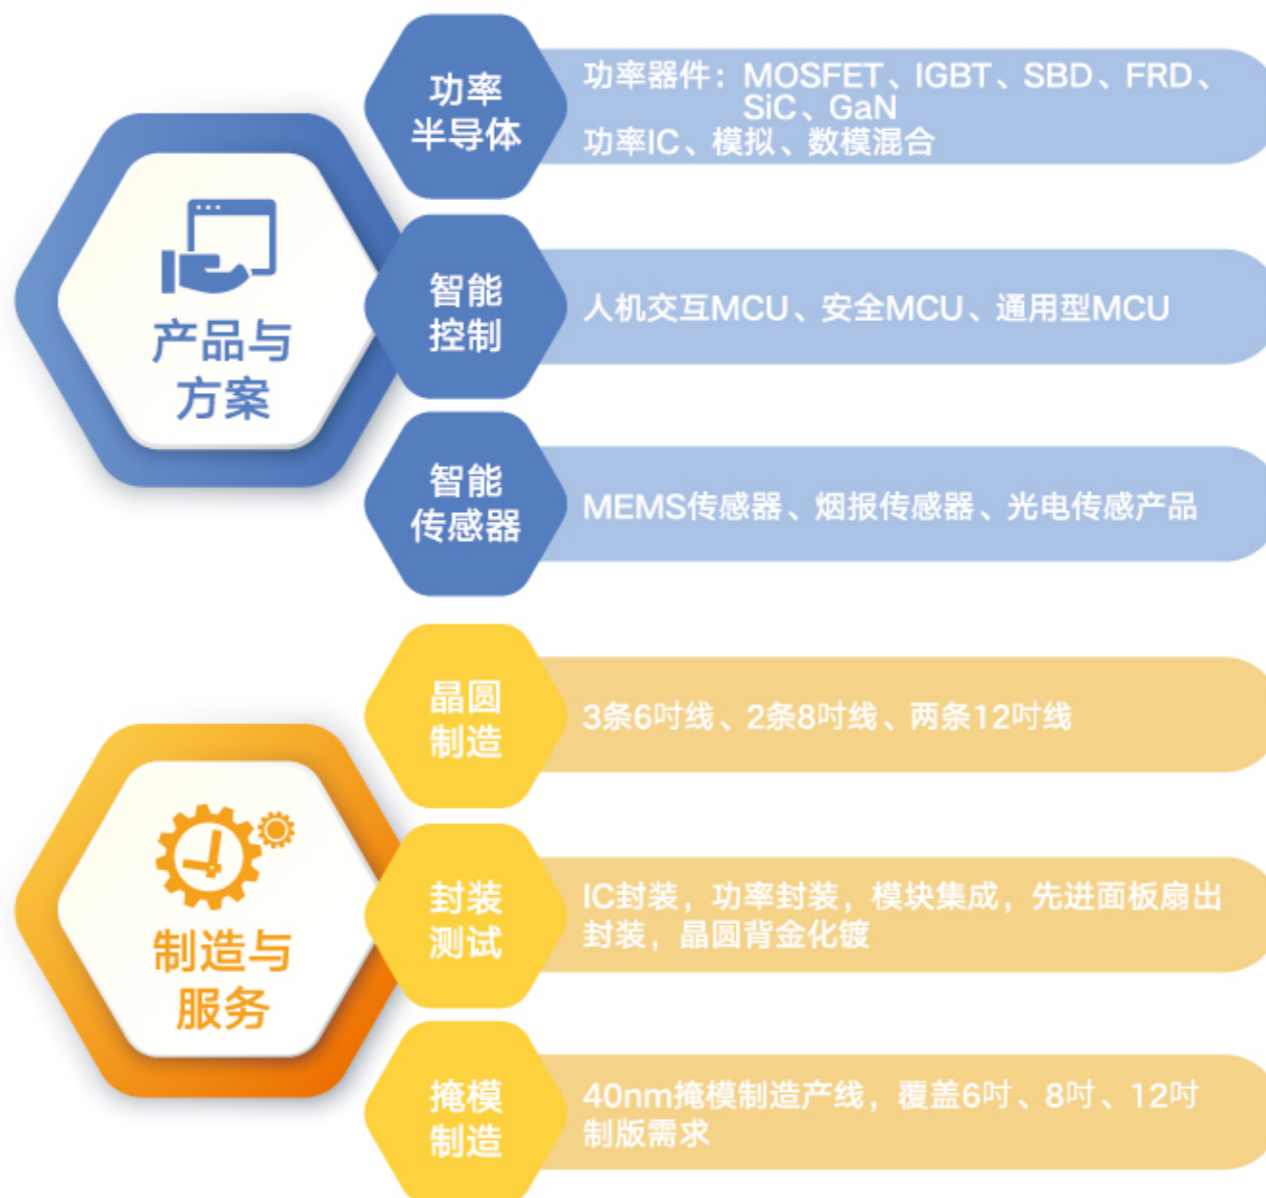 功率
半导体
功率器件：MOSFET、IGBT、SBD、FRD、
SiC、GaN
功率IC、模拟、数模混合
产品与
方案
智能
控制
人机交互MCU、安全MCU、通用型MCU
智能
传感器
MEMS传感器、烟报传感器、光电传感产品
晶圆
制造
3条6吋线、2条8吋线、两条12吋线
制造与
服务
封装
测试
IC封装，功率封装，模块集成，先进面板扇出
封装，晶圆背金化镀
掩模
制造
40nm掩模制造产线，覆盖6吋、8吋、12吋
制版需求